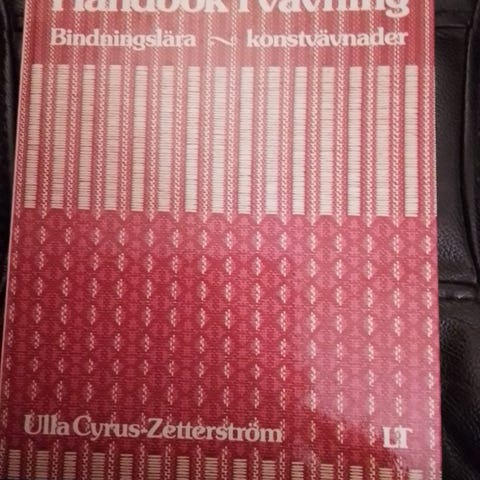 Handbok i vävning
Bindningslära ~ konstvävnader
Ulla Cyrus-Zetterström
LT